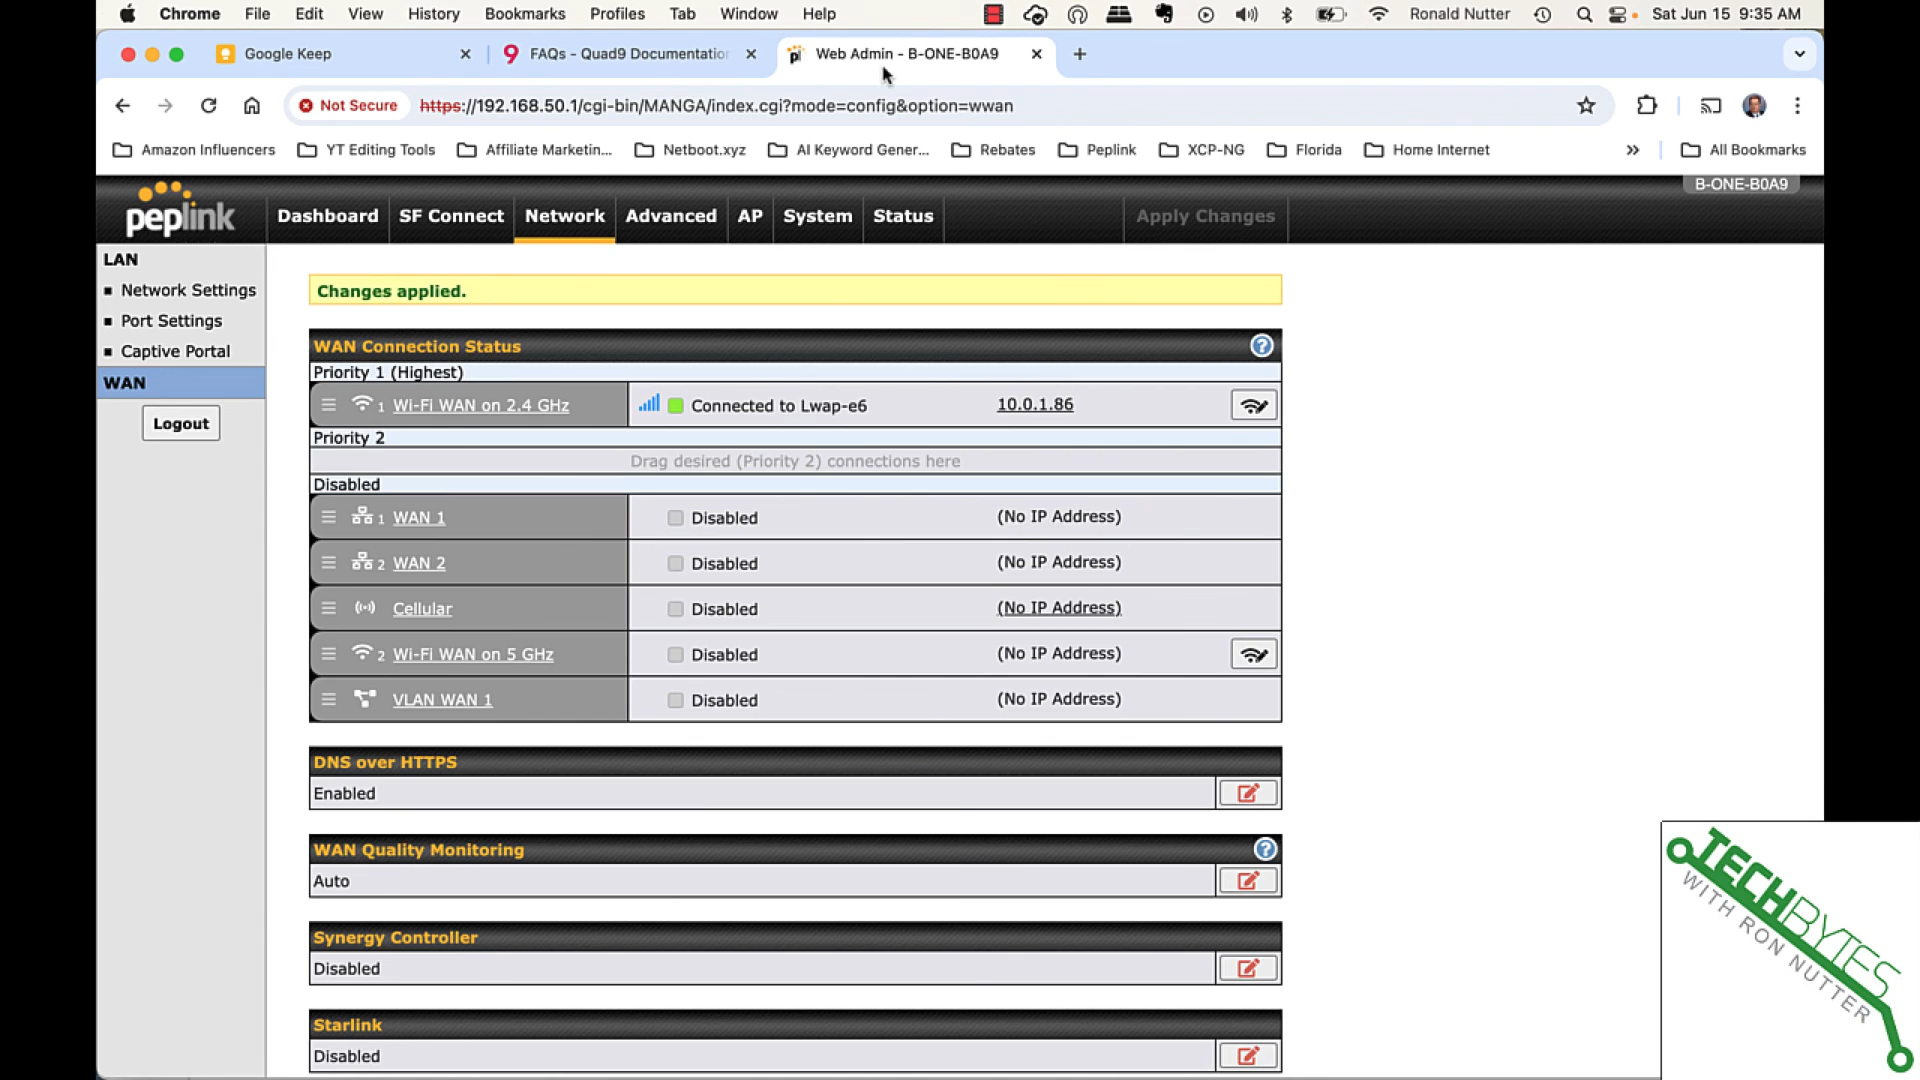 Chrome File Edit View History Bookmarks Profiles Tab Window Help Ronald Nutter Sat Jun 15 9:35 AM
Google Keep FAQs - Quad9 Documentation Web Admin - B-ONE-B0A9
Not Secure https://192.168.50.1/cgi-bin/MANGA/index.cgi?mode=config&option=wwan
Amazon Influencers YT Editing Tools Affiliate Marketin... Netboot.xyz AI Keyword Gener... Rebates Peplink XCP-NG Florida Home Internet » All Bookmarks
B-ONE-B0A9
peplink Dashboard SF Connect Network Advanced AP System Status Apply Changes
LAN
Network Settings
Port Settings
Captive Portal
WAN
Logout
Changes applied.
WAN Connection Status ?
Priority 1 (Highest)
1 Wi-Fi WAN on 2.4 GHz Connected to Lwap-e6 10.0.1.86
Priority 2
Drag desired (Priority 2) connections here
Disabled
1 WAN 1 Disabled (No IP Address)
2 WAN 2 Disabled (No IP Address)
Cellular Disabled (No IP Address)
2 Wi-Fi WAN on 5 GHz Disabled (No IP Address)
VLAN WAN 1 Disabled (No IP Address)
DNS over HTTPS
Enabled
WAN Quality Monitoring ?
Auto
Synergy Controller
Disabled
Starlink
Disabled
TECHBYTES
WITH RON NUTTER